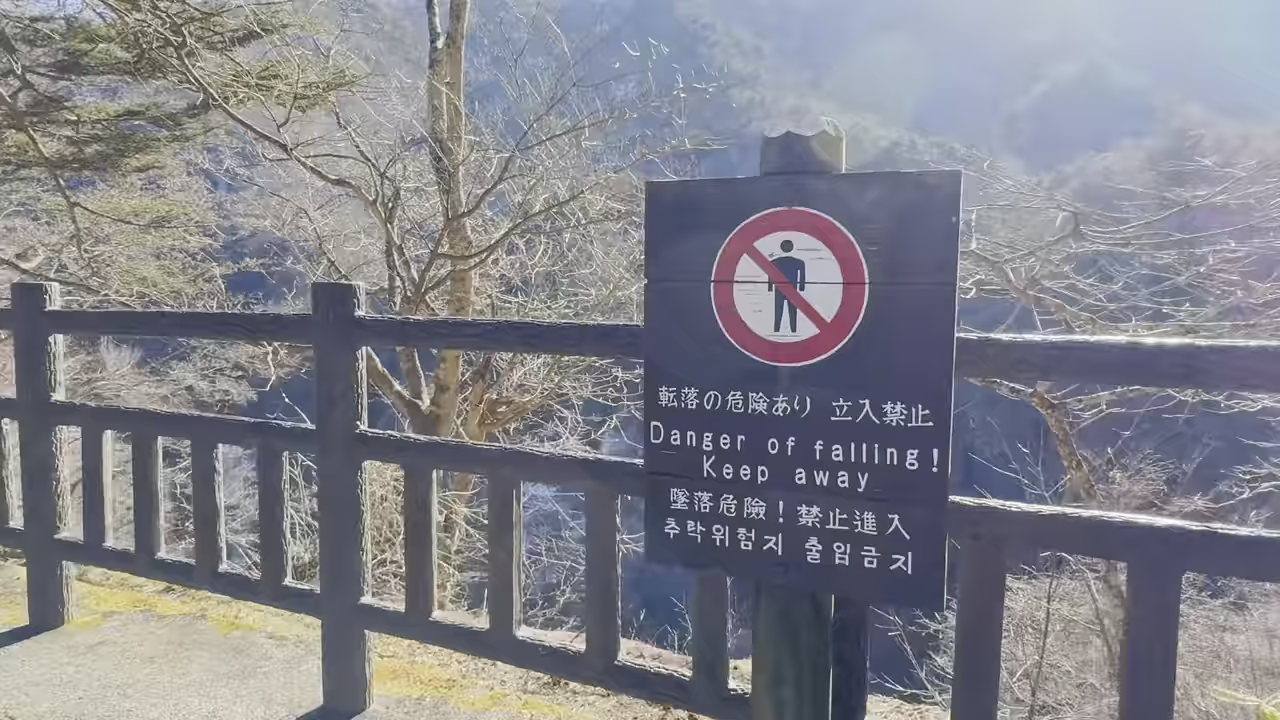 転落の危険あり 立入禁止
Danger of falling!
Keep away
墜落危險！禁止進入
추락위험지 출입금지